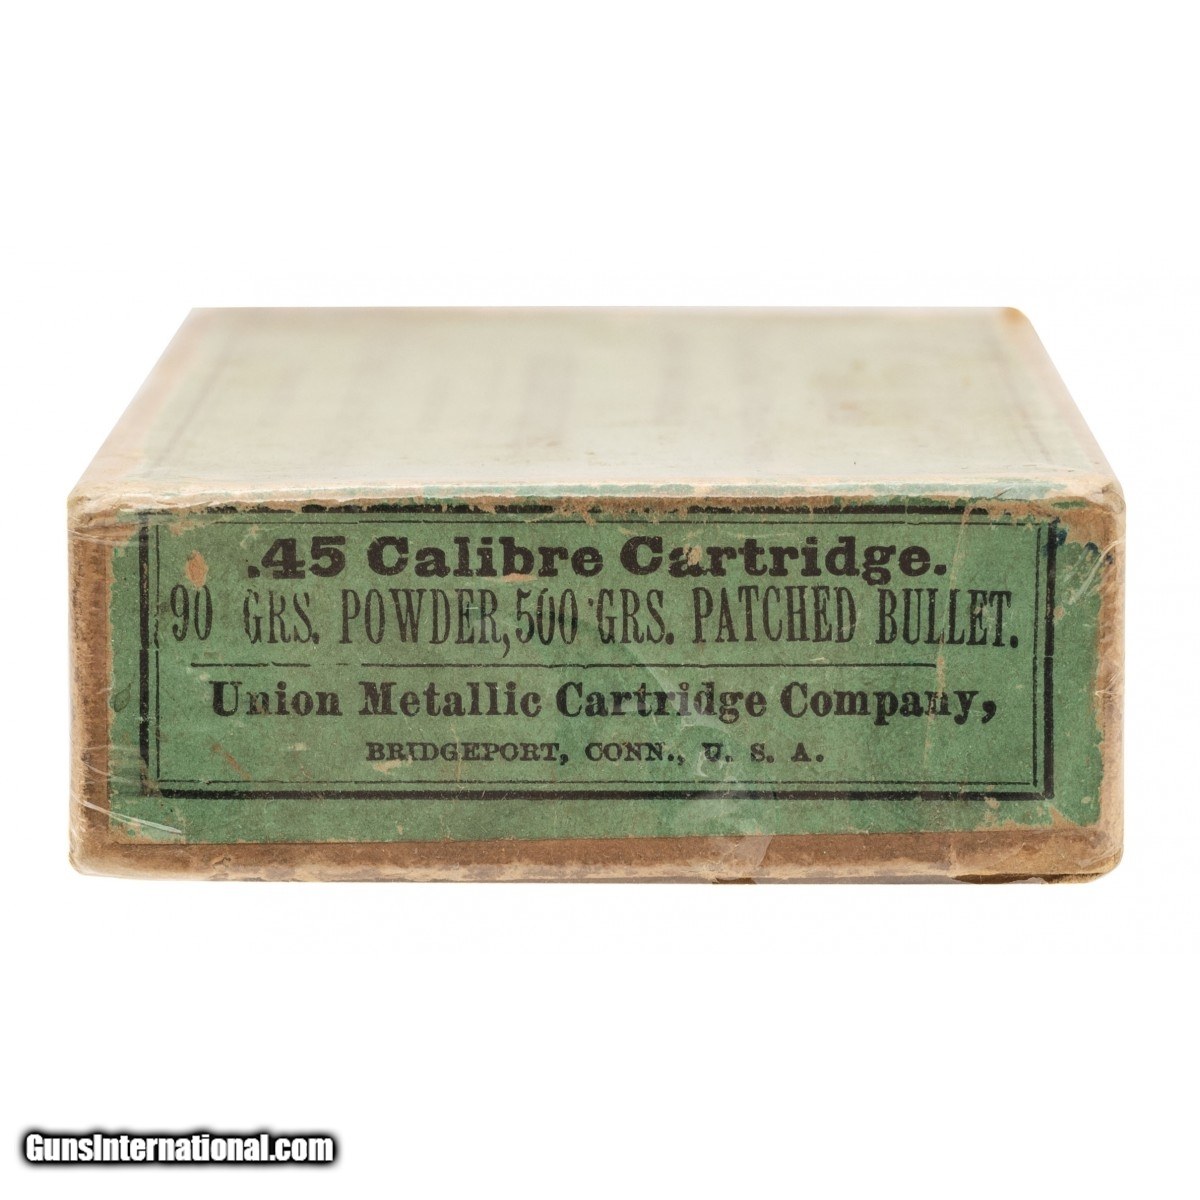 .45 Calibre Cartridge.
90 GRS. POWDER, 500 GRS. PATCHED BULLET.
Union Metallic Cartridge Company,
BRIDGEPORT, CONN., U. S. A.
GunsInternational.com